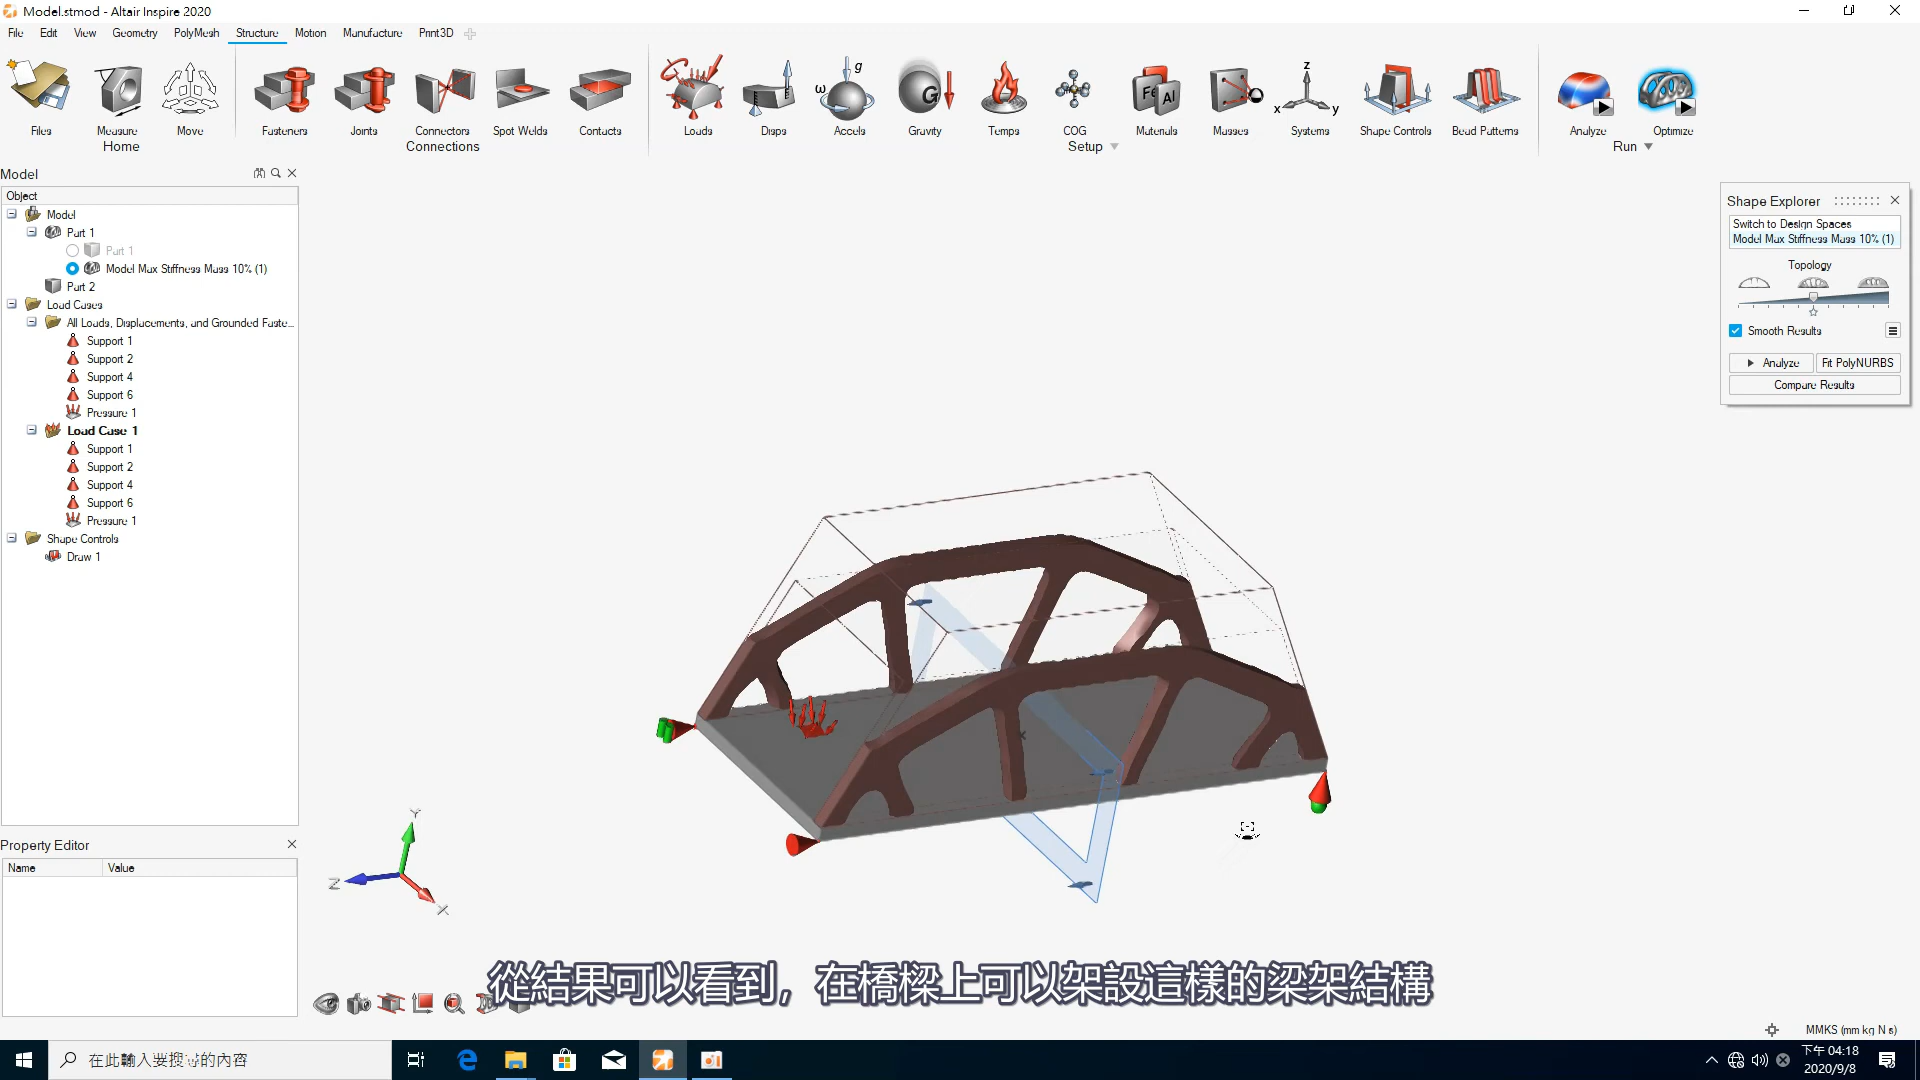 Model.stmod - Altair Inspire 2020
File Edit View Geometry PolyMesh Structure Motion Manufacture Print3D
Files Measure Move Fasteners Joints Connectors Spot Welds Contacts Loads Disps Accels Gravity Temps COG Materials Masses Systems Shape Controls Bead Patterns Analyze Optimize
Home Connections Setup Run
Model
Object
Model
Part 1
Part 1
Model Max Stiffness Mass 10% (1)
Part 2
Load Cases
All Loads, Displacements, and Grounded Faste...
Support 1
Support 2
Support 4
Support 6
Pressure 1
Load Case 1
Support 1
Support 2
Support 4
Support 6
Pressure 1
Shape Controls
Draw 1
Property Editor
Name Value
Shape Explorer
Switch to Design Spaces
Model Max Stiffness Mass 10% (1)
Topology
Smooth Results
Analyze Fit PolyNURBS
Compare Results
Y
Z
X
從結果可以看到，在橋樑上可以架設這樣的梁架結構
MMKS (mm kg N s)
在此輸入要搜尋的內容
下午 04:18
2020/9/8